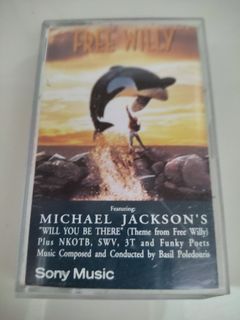 FREE WILLY
Featuring:
MICHAEL JACKSON'S
"WILL YOU BE THERE" (Theme from Free Willy)
Plus NKOTB, SWV, 3T and Funky Poets
Music Composed and Conducted by Basil Poledouris
Sony Music